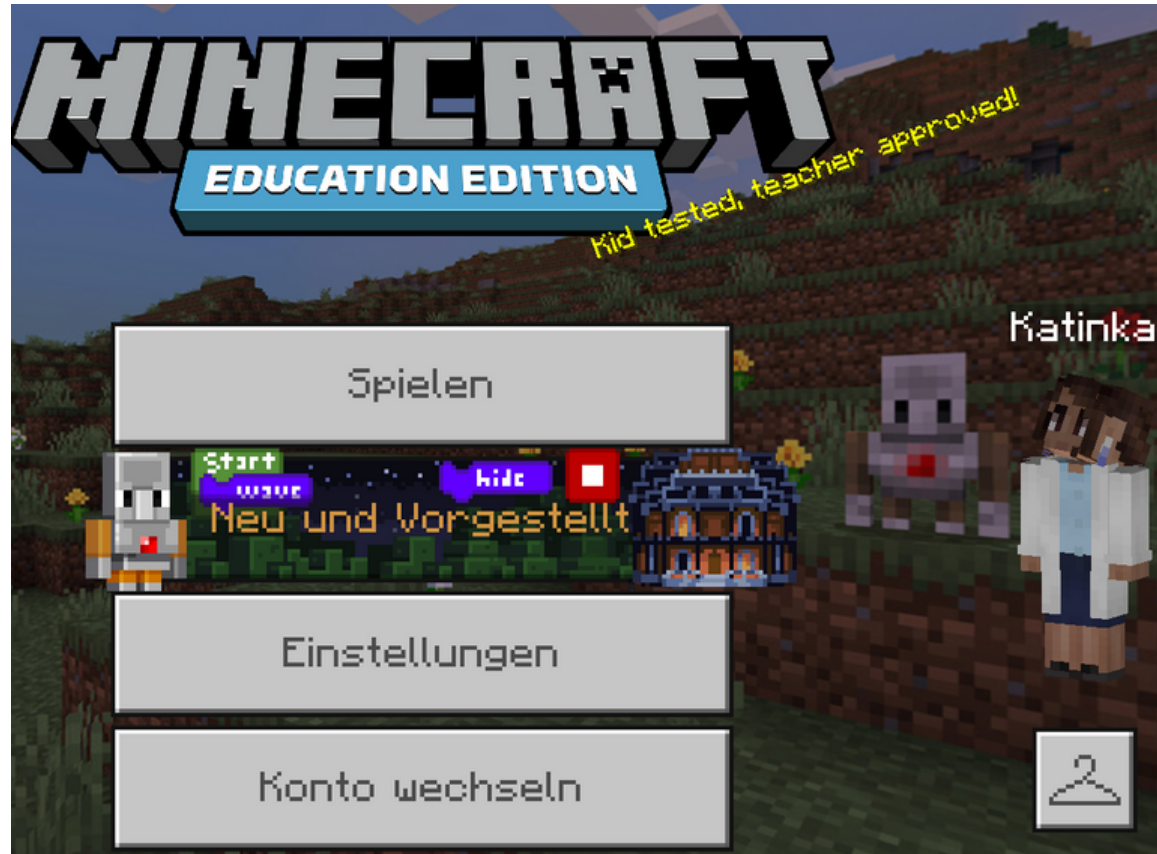 MINECRAFT
EDUCATION EDITION
Kid tested, teacher approved!
Katinka
Spielen
Start
wave
hide
Neu und Vorgestellt
Einstellungen
Konto wechseln